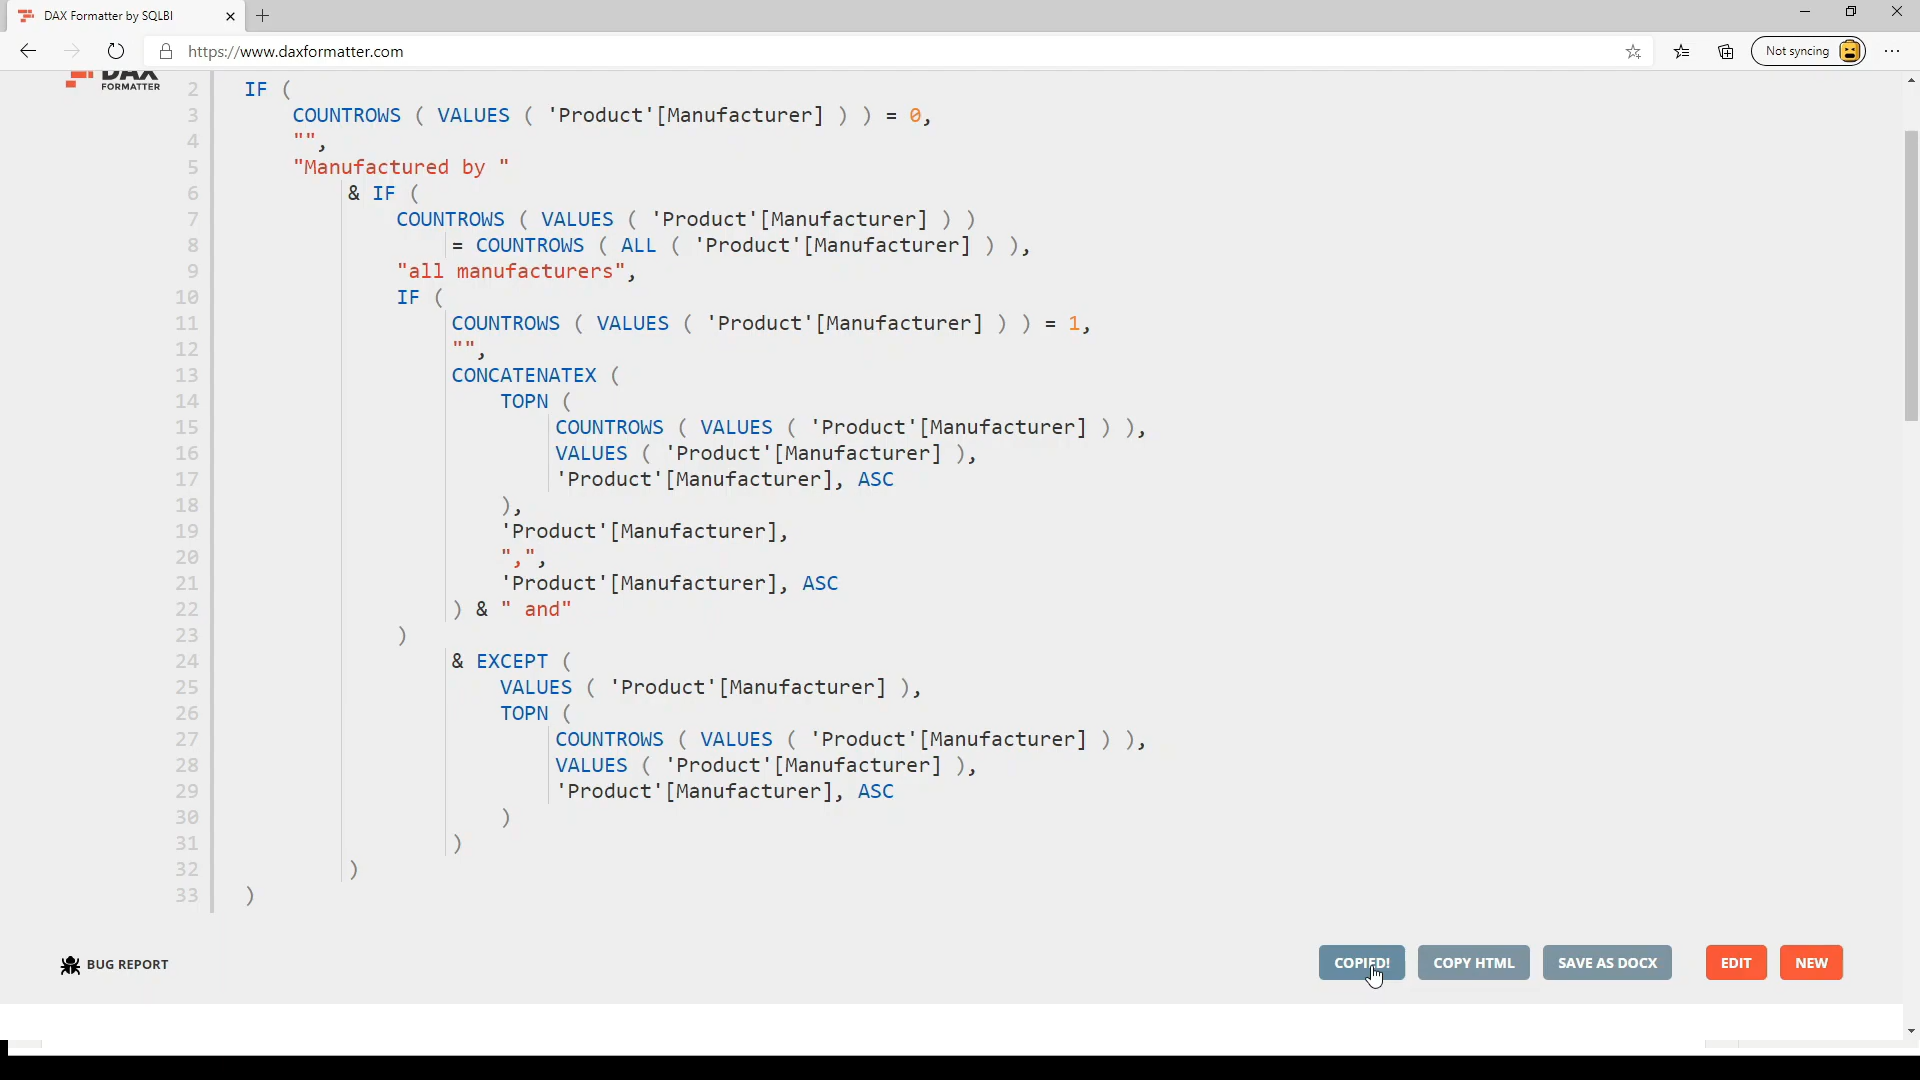 DAX Formatter by SQLBI
https://www.daxformatter.com
Not syncing
DAX
FORMATTER
2 IF (
3 COUNTROWS ( VALUES ( 'Product'[Manufacturer] ) ) = 0,
4 "",
5 "Manufactured by "
6 & IF (
7 COUNTROWS ( VALUES ( 'Product'[Manufacturer] ) )
8 = COUNTROWS ( ALL ( 'Product'[Manufacturer] ) ),
9 "all manufacturers",
10 IF (
11 COUNTROWS ( VALUES ( 'Product'[Manufacturer] ) ) = 1,
12 "",
13 CONCATENATEX (
14 TOPN (
15 COUNTROWS ( VALUES ( 'Product'[Manufacturer] ) ),
16 VALUES ( 'Product'[Manufacturer] ),
17 'Product'[Manufacturer], ASC
18 ),
19 'Product'[Manufacturer],
20 ",",
21 'Product'[Manufacturer], ASC
22 ) & " and"
23 )
24 & EXCEPT (
25 VALUES ( 'Product'[Manufacturer] ),
26 TOPN (
27 COUNTROWS ( VALUES ( 'Product'[Manufacturer] ) ),
28 VALUES ( 'Product'[Manufacturer] ),
29 'Product'[Manufacturer], ASC
30 )
31 )
32 )
33 )
BUG REPORT
COPIED!
COPY HTML
SAVE AS DOCX
EDIT
NEW